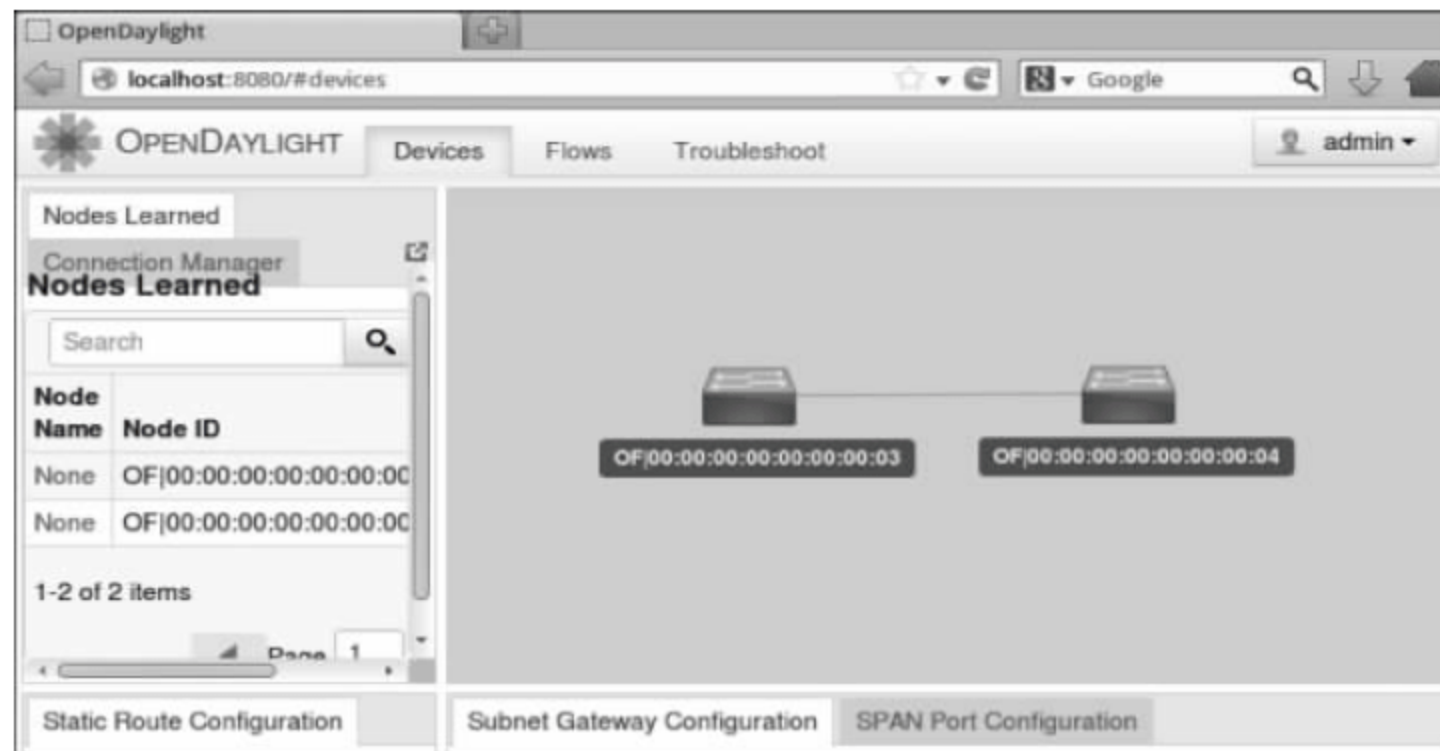 OpenDaylight
localhost:8080/#devices
Google
OPENDAYLIGHT
Devices
Flows
Troubleshoot
admin
Nodes Learned
Connection Manager
Nodes Learned
Search
Node Name
Node ID
None OF|00:00:00:00:00:00:00
None OF|00:00:00:00:00:00:00
1-2 of 2 items
Page 1
OF|00:00:00:00:00:00:00:03
OF|00:00:00:00:00:00:00:04
Static Route Configuration
Subnet Gateway Configuration
SPAN Port Configuration